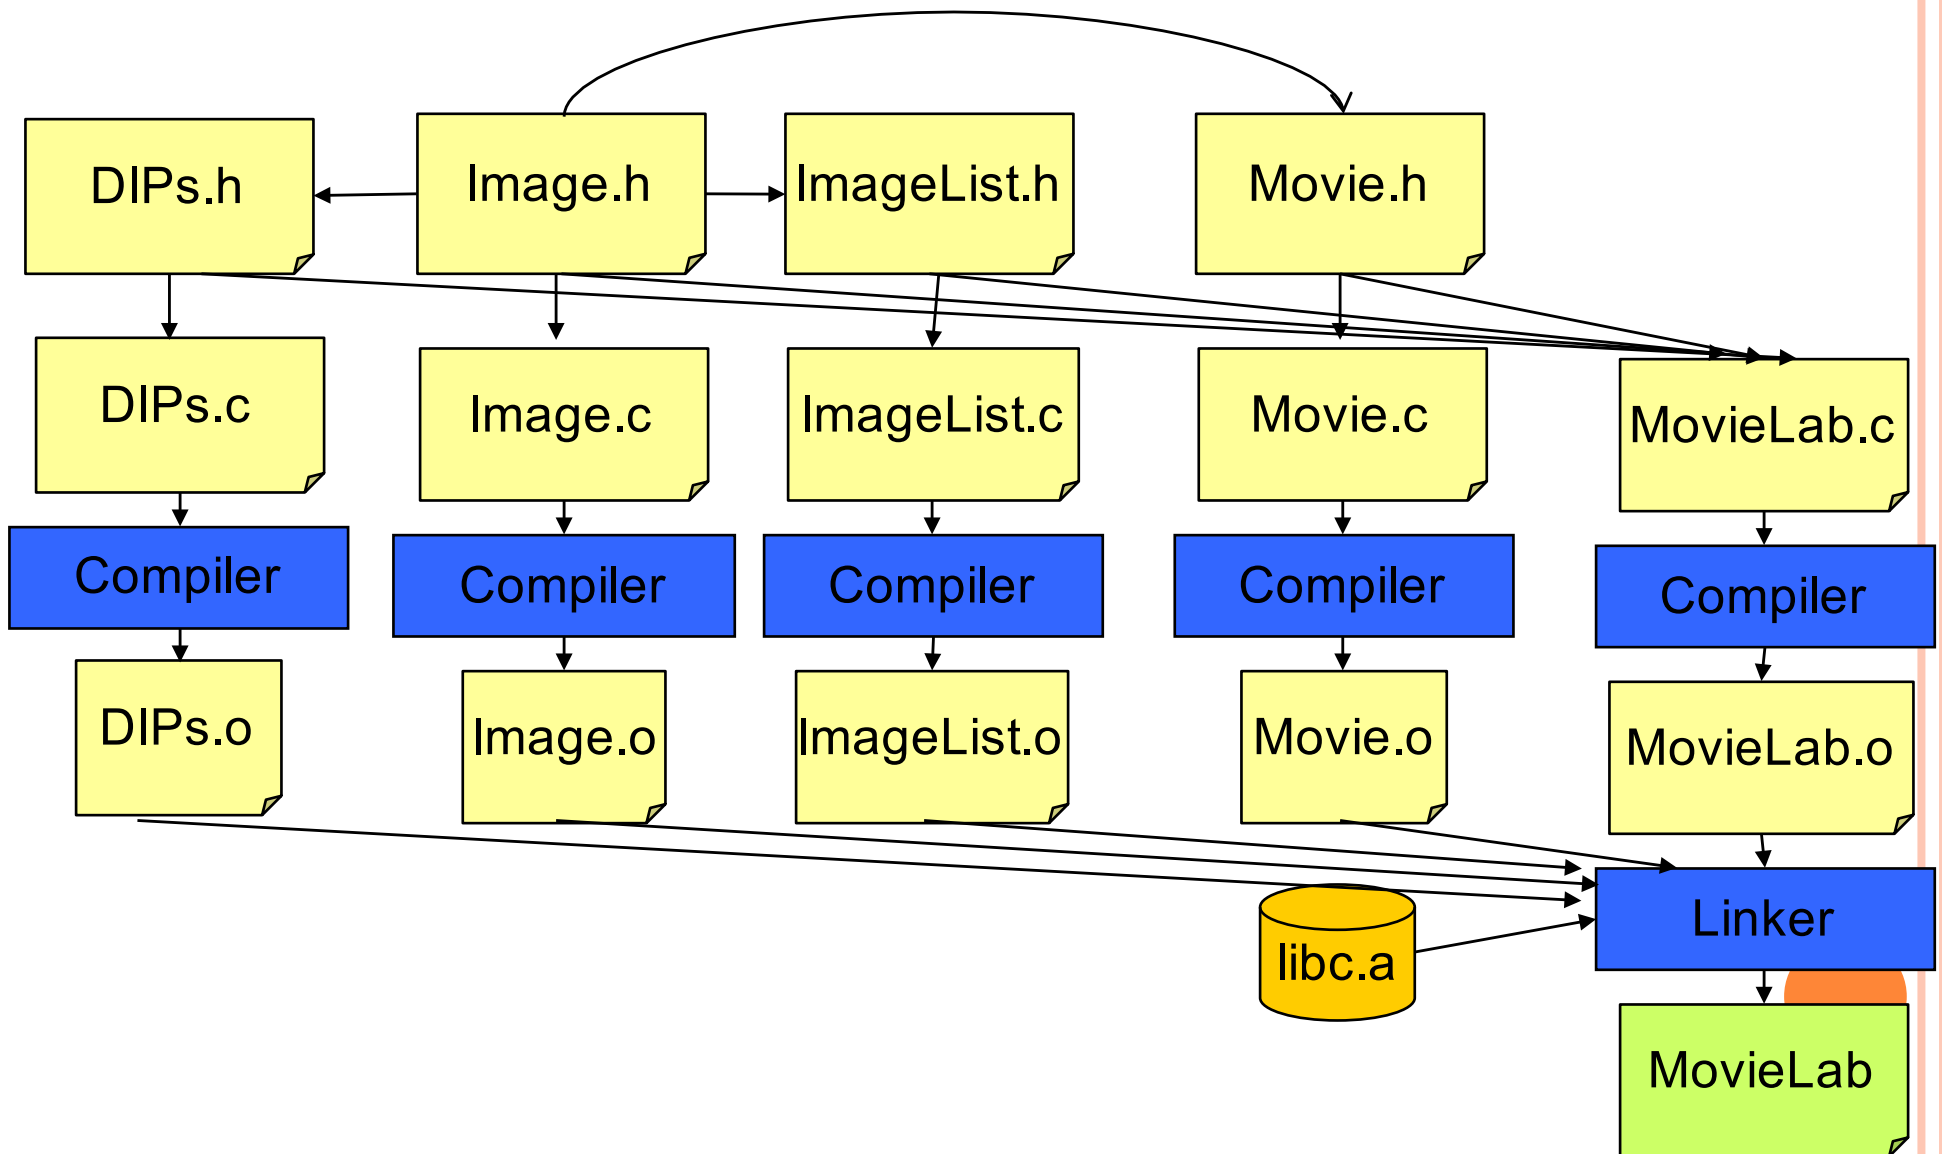 DIPs.h
Image.h
ImageList.h
Movie.h
DIPs.c
Image.c
ImageList.c
Movie.c
MovieLab.c
Compiler
Compiler
Compiler
Compiler
Compiler
DIPs.o
Image.o
ImageList.o
Movie.o
MovieLab.o
Linker
libc.a
MovieLab